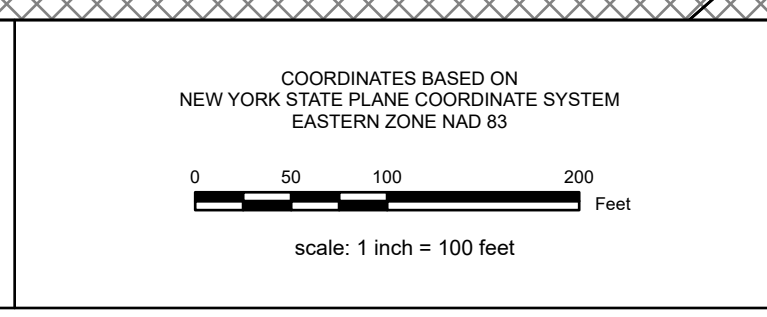 COORDINATES BASED ON
NEW YORK STATE PLANE COORDINATE SYSTEM
EASTERN ZONE NAD 83
0 50 100 200
Feet
scale: 1 inch = 100 feet